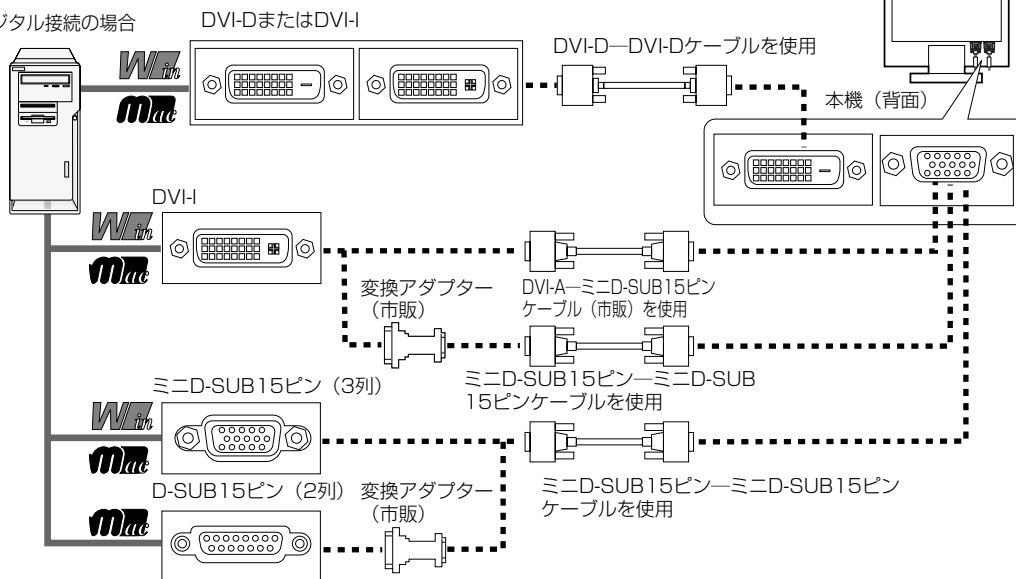 ジタル接続の場合
DVI-DまたはDVI-I
Win
Mac
DVI-D―DVI-Dケーブルを使用
本機（背面）
DVI-I
Win
Mac
変換アダプター
（市販）
DVI-A―ミニD-SUB15ピン
ケーブル（市販）を使用
ミニD-SUB15ピン―ミニD-SUB
15ピンケーブルを使用
ミニD-SUB15ピン（3列）
Win
Mac
D-SUB15ピン（2列）
Mac
変換アダプター
（市販）
ミニD-SUB15ピン―ミニD-SUB15ピン
ケーブルを使用